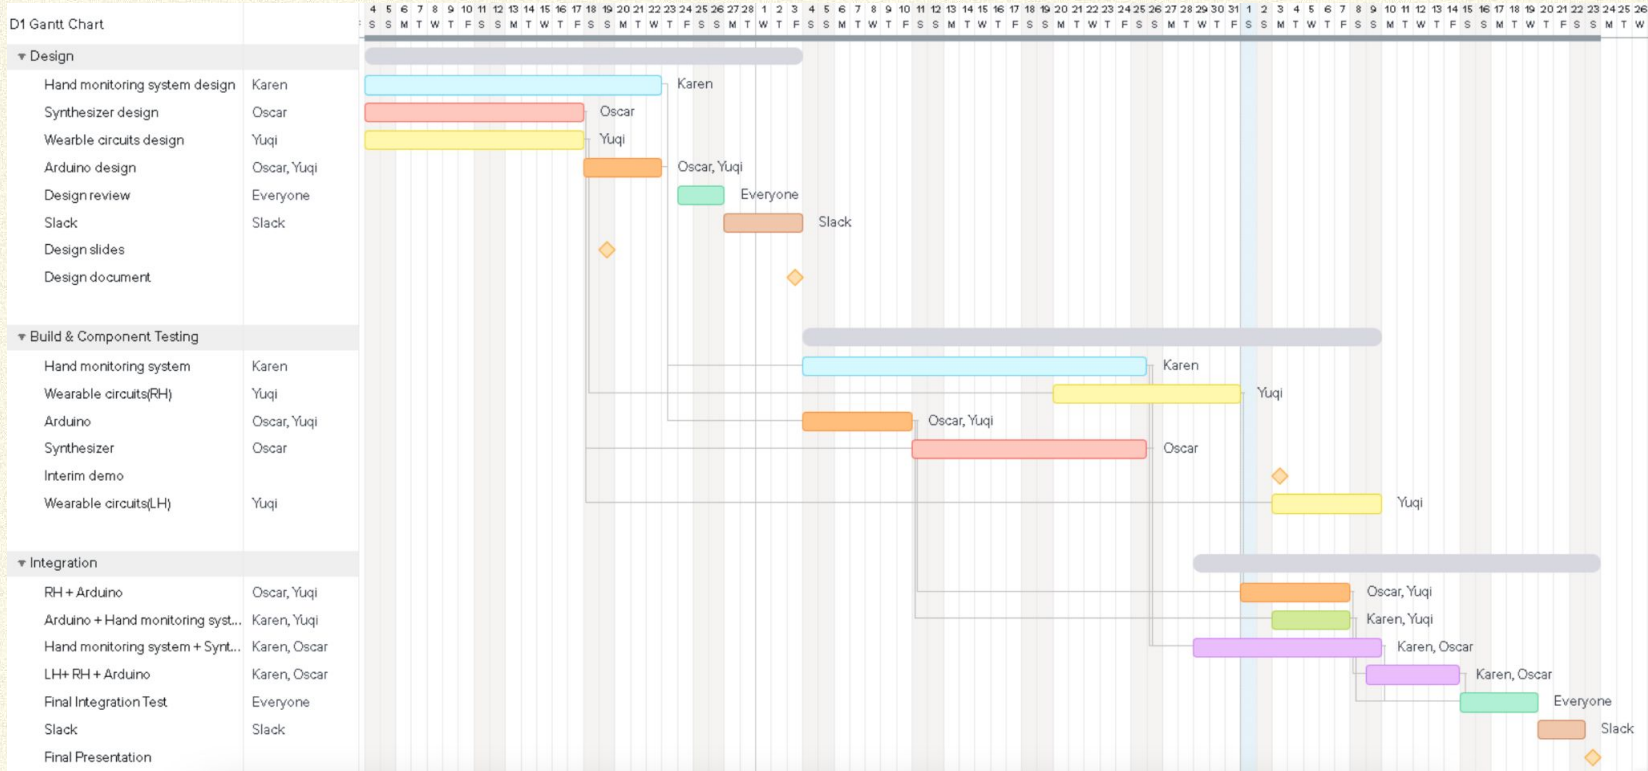 4 5 6 7 8 9 10 11 12 13 14 15 16 17 18 19 20 21 22 23 24 25 26 27 28 1 2 3 4 5 6 7 8 9 10 11 12 13 14 15 16 17 18 19 20 21 22 23 24 25 26 27 28 29 30 31 1 2 3 4 5 6 7 8 9 10 11 12 13 14 15 16 17 18 19 20 21 22 23 24 25 26
D1 Gantt Chart
F S S M T W T F S S M T W T F S S M T W T F S S M T W T F S S M T W T F S S M T W T F S S M T W T F S S M T W T F S S M T W T F S S M T W T F S S M T W T F S S M T W
Design
Hand monitoring system design Karen Karen
Synthesizer design Oscar Oscar
Wearble circuits design Yuqi Yuqi
Arduino design Oscar, Yuqi Oscar, Yuqi
Design review Everyone Everyone
Slack Slack Slack
Design slides
Design document
Build & Component Testing
Hand monitoring system Karen Karen
Wearable circuits(RH) Yuqi Yuqi
Arduino Oscar, Yuqi Oscar, Yuqi
Synthesizer Oscar Oscar
Interim demo
Wearable circuits(LH) Yuqi Yuqi
Integration
RH + Arduino Oscar, Yuqi Oscar, Yuqi
Arduino + Hand monitoring syst... Karen, Yuqi Karen, Yuqi
Hand monitoring system + Synt... Karen, Oscar Karen, Oscar
LH+ RH + Arduino Karen, Oscar Karen, Oscar
Final Integration Test Everyone Everyone
Slack Slack Slack
Final Presentation